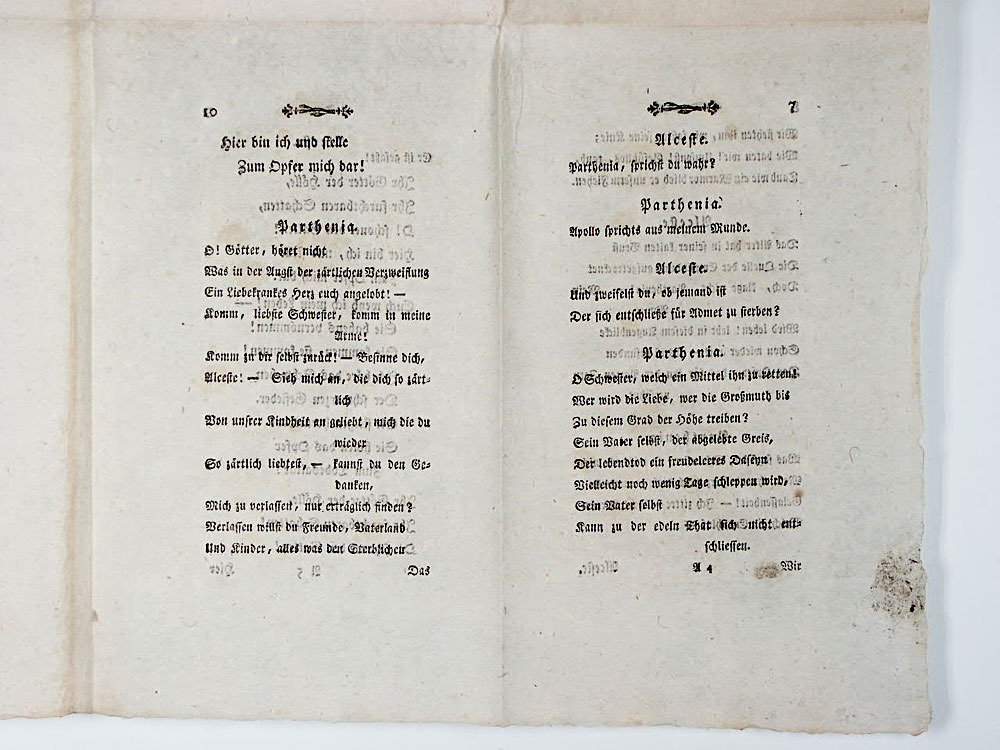 10
Hier bin ich und stelle
Zum Opfer mich dar!
Parthenia.
O! Götter, höret nicht
Was in der Angst der zärtlichen Verzweiflung
Ein Liebekrankes Herz euch angelobt! —
Komm, liebste Schwester, komm in meine
Arme!
Komm zu dir selbst zurück! — Besinne dich,
Alceste! — Sieh mich an, die dich so zärt-
lich
Von unsrer Kindheit an geliebt, mich die du
wieder
So zärtlich liebtest, — kannst du den Ge-
danken,
Mich zu verlassen, nur erträglich finden?
Verlassen willst du Freunde, Vaterland
Und Kinder, alles was den Sterblichen
Das
7
Alceste.
Parthenia, sprichst du wahr?
Parthenia.
Apollo sprichts aus meinem Munde.
Alceste.
Und zweifelst du, ob jemand ist
Der sich entschliesse für Admet zu sterben?
Parthenia.
O Schwester, welch ein Mittel ihn zu retten!
Wer wird die Liebe, wer die Großmuth bis
Zu diesem Grad der Höhe treiben?
Sein Vater selbst, der abgelebte Greis,
Der lebendtod ein freudeleeres Daseyn
Vielleicht noch wenig Tage schleppen wird,
Sein Vater selbst —
Kann zu der edeln That sich nicht ent-
schliessen.
A 4
Wir